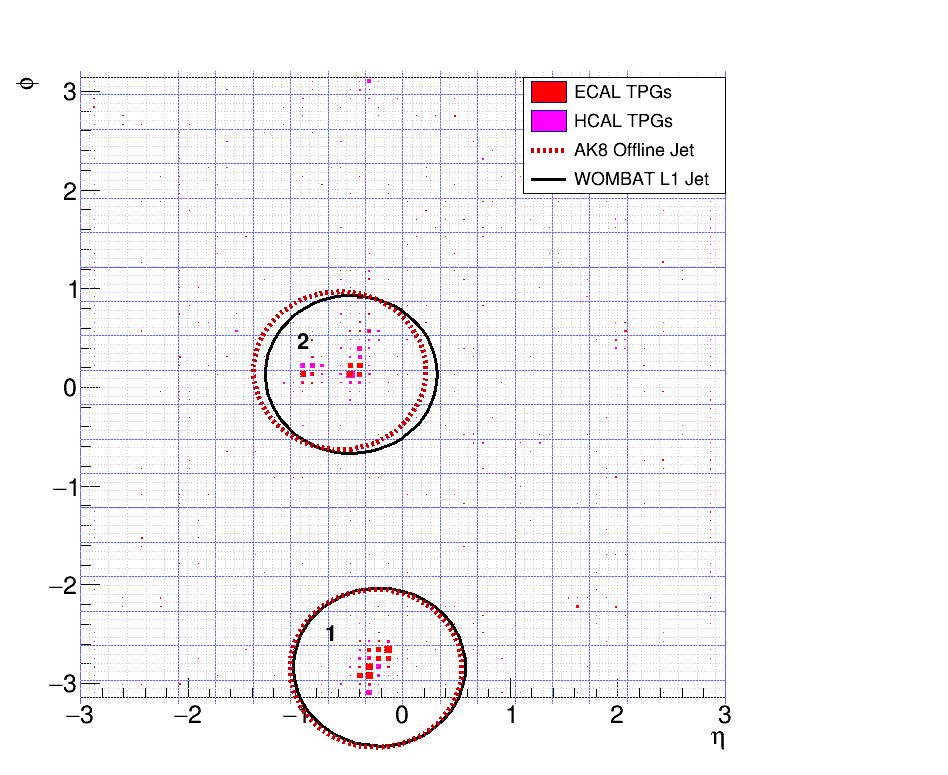 φ
3
ECAL TPGs
HCAL TPGs
AK8 Offline Jet
WOMBAT L1 Jet
2
1
2
0
−1
−2
1
−3
−3 −2 −1 0 1 2 3
η